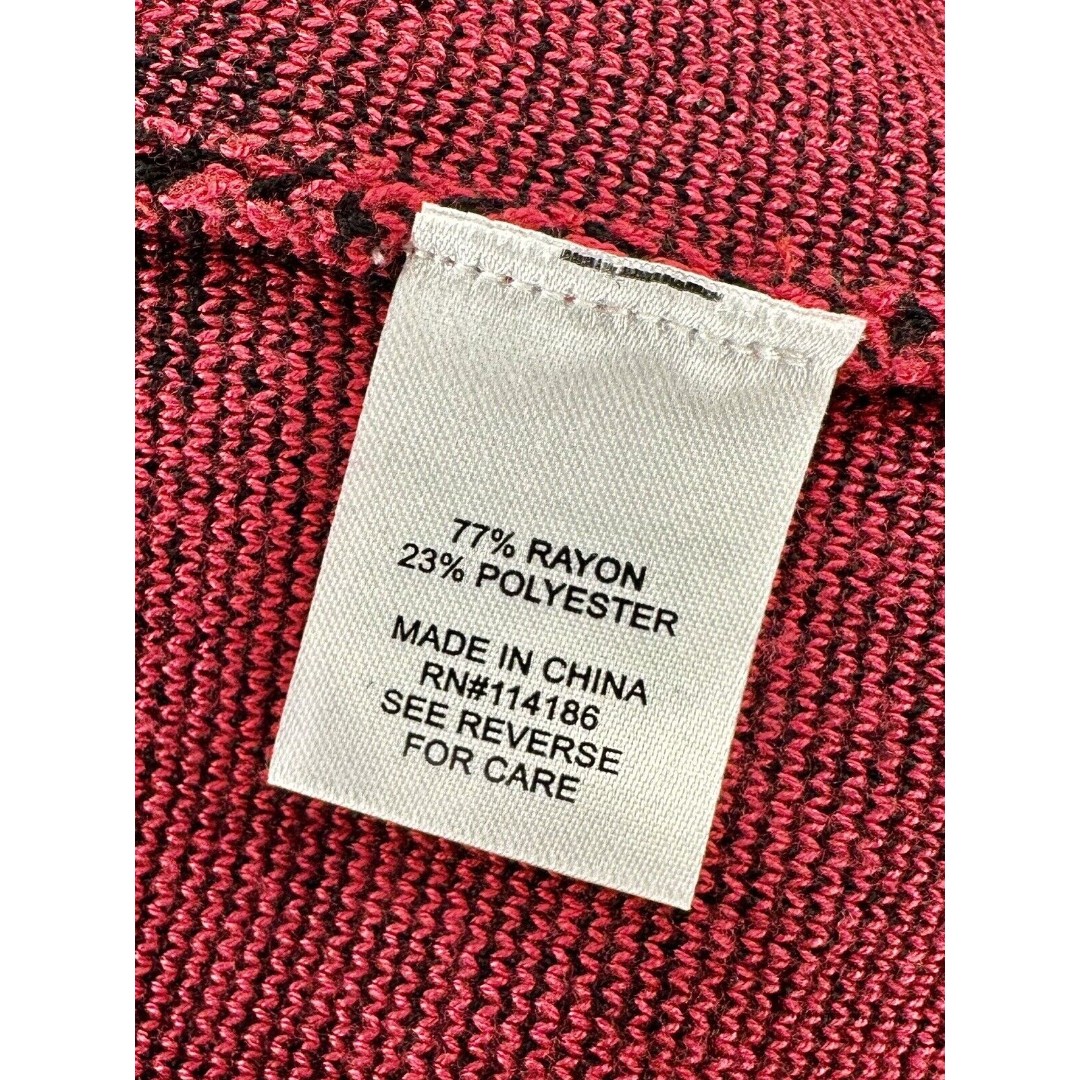 77% RAYON
23% POLYESTER
MADE IN CHINA
RN#114186
SEE REVERSE
FOR CARE